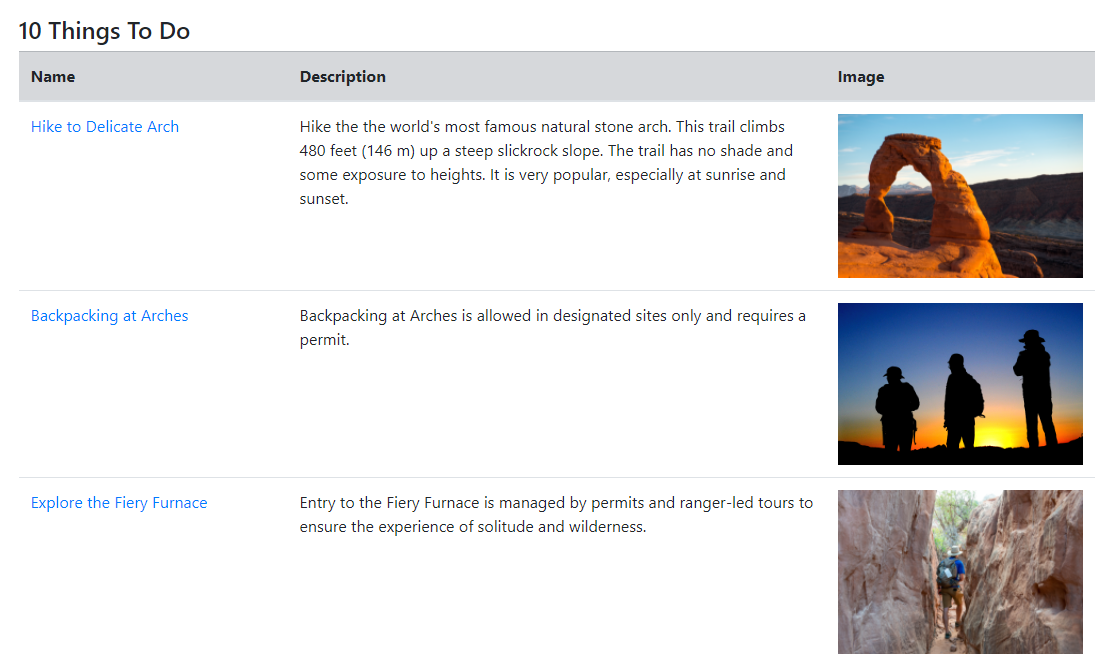 10 Things To Do
Name Description Image
Hike to Delicate Arch
Hike the the world's most famous natural stone arch. This trail climbs
480 feet (146 m) up a steep slickrock slope. The trail has no shade and
some exposure to heights. It is very popular, especially at sunrise and
sunset.
Backpacking at Arches
Backpacking at Arches is allowed in designated sites only and requires a
permit.
Explore the Fiery Furnace
Entry to the Fiery Furnace is managed by permits and ranger-led tours to
ensure the experience of solitude and wilderness.